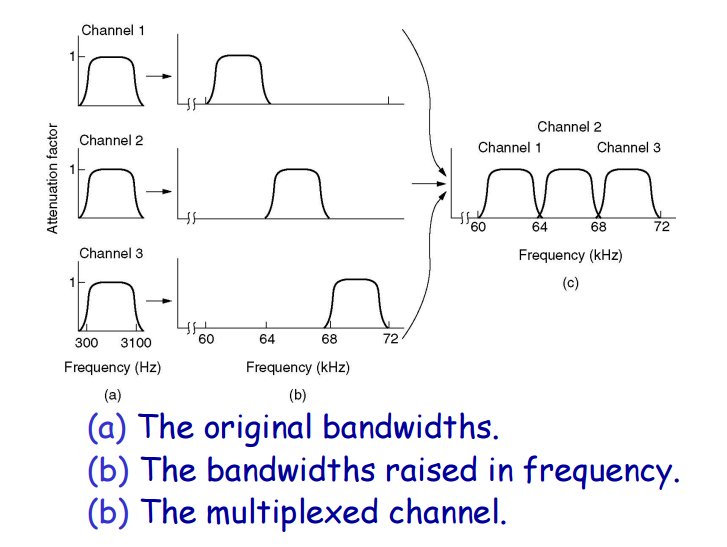 Channel 1
1
Channel 2
Channel 2
Channel 1 Channel 3
Attenuation factor
1
60 64 68 72
Frequency (kHz)
(c)
Channel 3
1
300 3100
60 64 68 72
Frequency (Hz) Frequency (kHz)
(a) (b)
(a) The original bandwidths.
(b) The bandwidths raised in frequency.
(b) The multiplexed channel.